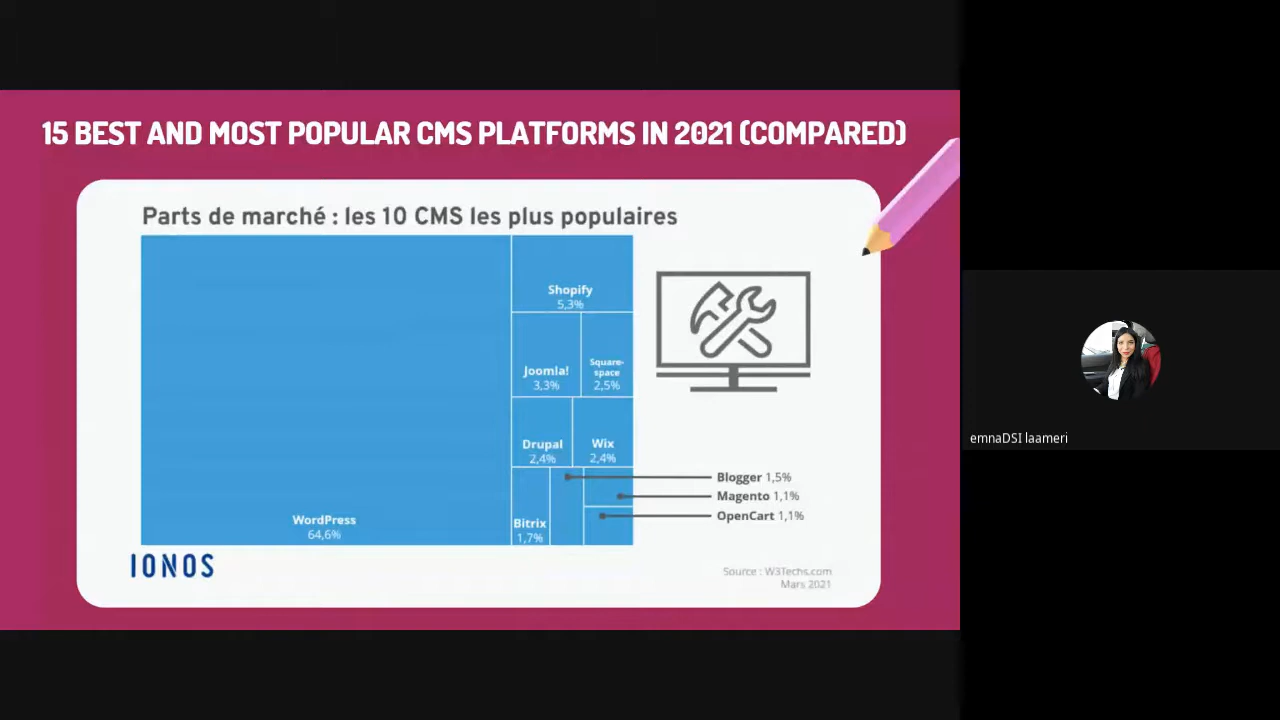 15 BEST AND MOST POPULAR CMS PLATFORMS IN 2021 (COMPARED)
Parts de marché : les 10 CMS les plus populaires
WordPress
64,6%
Shopify
5,3%
Joomla!
3,3%
Square-
space
2,5%
Drupal
2,4%
Wix
2,4%
Bitrix
1,7%
Blogger 1,5%
Magento 1,1%
OpenCart 1,1%
IONOS
Source : W3Techs.com
Mars 2021
emnaDSI laameri